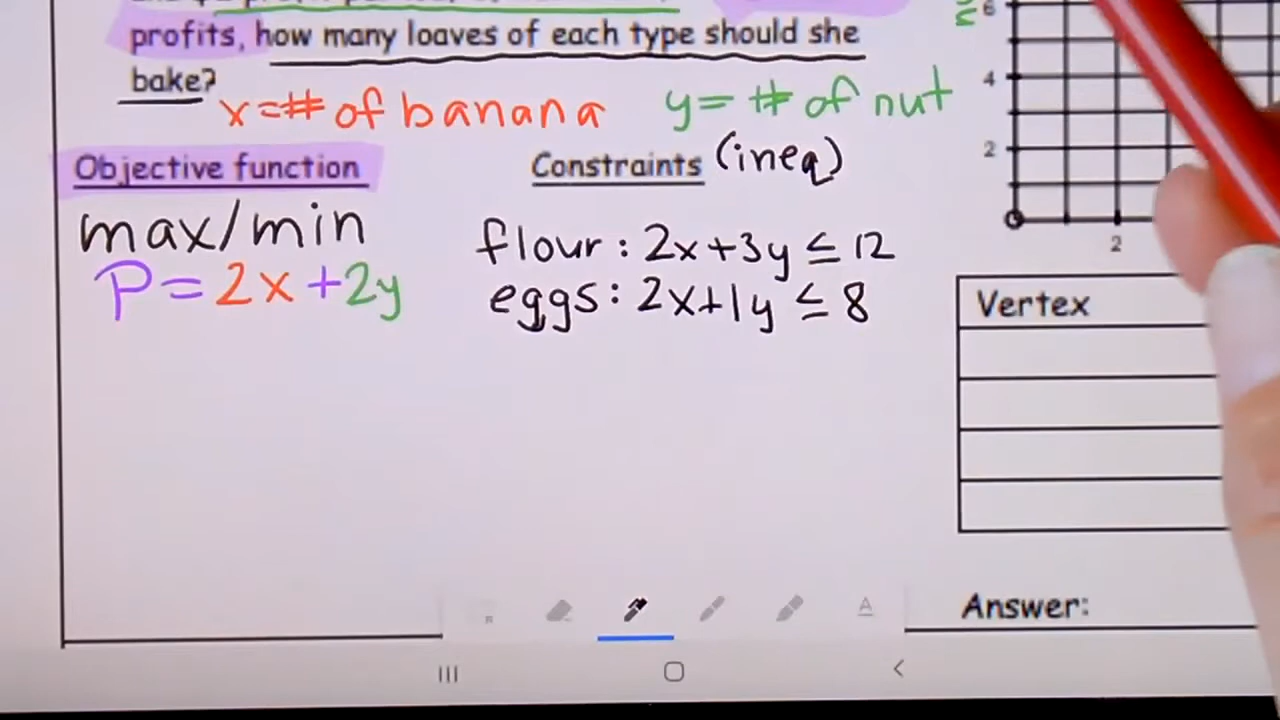 profits, how many loaves of each type should she
bake?
x=# of banana
y=# of nut
Objective function
max/min
P=2x+2y
Constraints (ineq)
flour: 2x+3y ≤ 12
eggs: 2x+1y ≤ 8
6
4
2
2
Vertex
Answer:
A